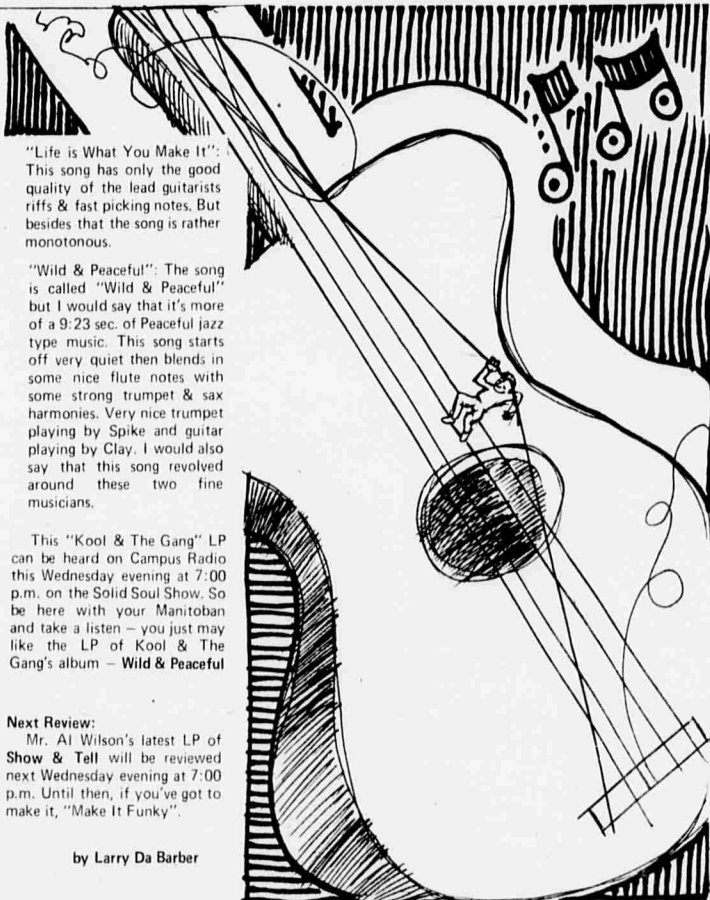 "Life is What You Make It":
This song has only the good
quality of the lead guitarists
riffs & fast picking notes. But
besides that the song is rather
monotonous.
"Wild & Peaceful": The song
is called "Wild & Peaceful"
but I would say that it's more
of a 9:23 sec. of Peaceful jazz
type music. This song starts
off very quiet then blends in
some nice flute notes with
some strong trumpet & sax
harmonies. Very nice trumpet
playing by Spike and guitar
playing by Clay. I would also
say that this song revolved
around these two fine
musicians.
This "Kool & The Gang" LP
can be heard on Campus Radio
this Wednesday evening at 7:00
p.m. on the Solid Soul Show. So
be here with your Manitoban
and take a listen — you just may
like the LP of Kool & The
Gang's album — Wild & Peaceful
Next Review:
Mr. Al Wilson's latest LP of
Show & Tell will be reviewed
next Wednesday evening at 7:00
p.m. Until then, if you've got to
make it, "Make It Funky".
by Larry Da Barber